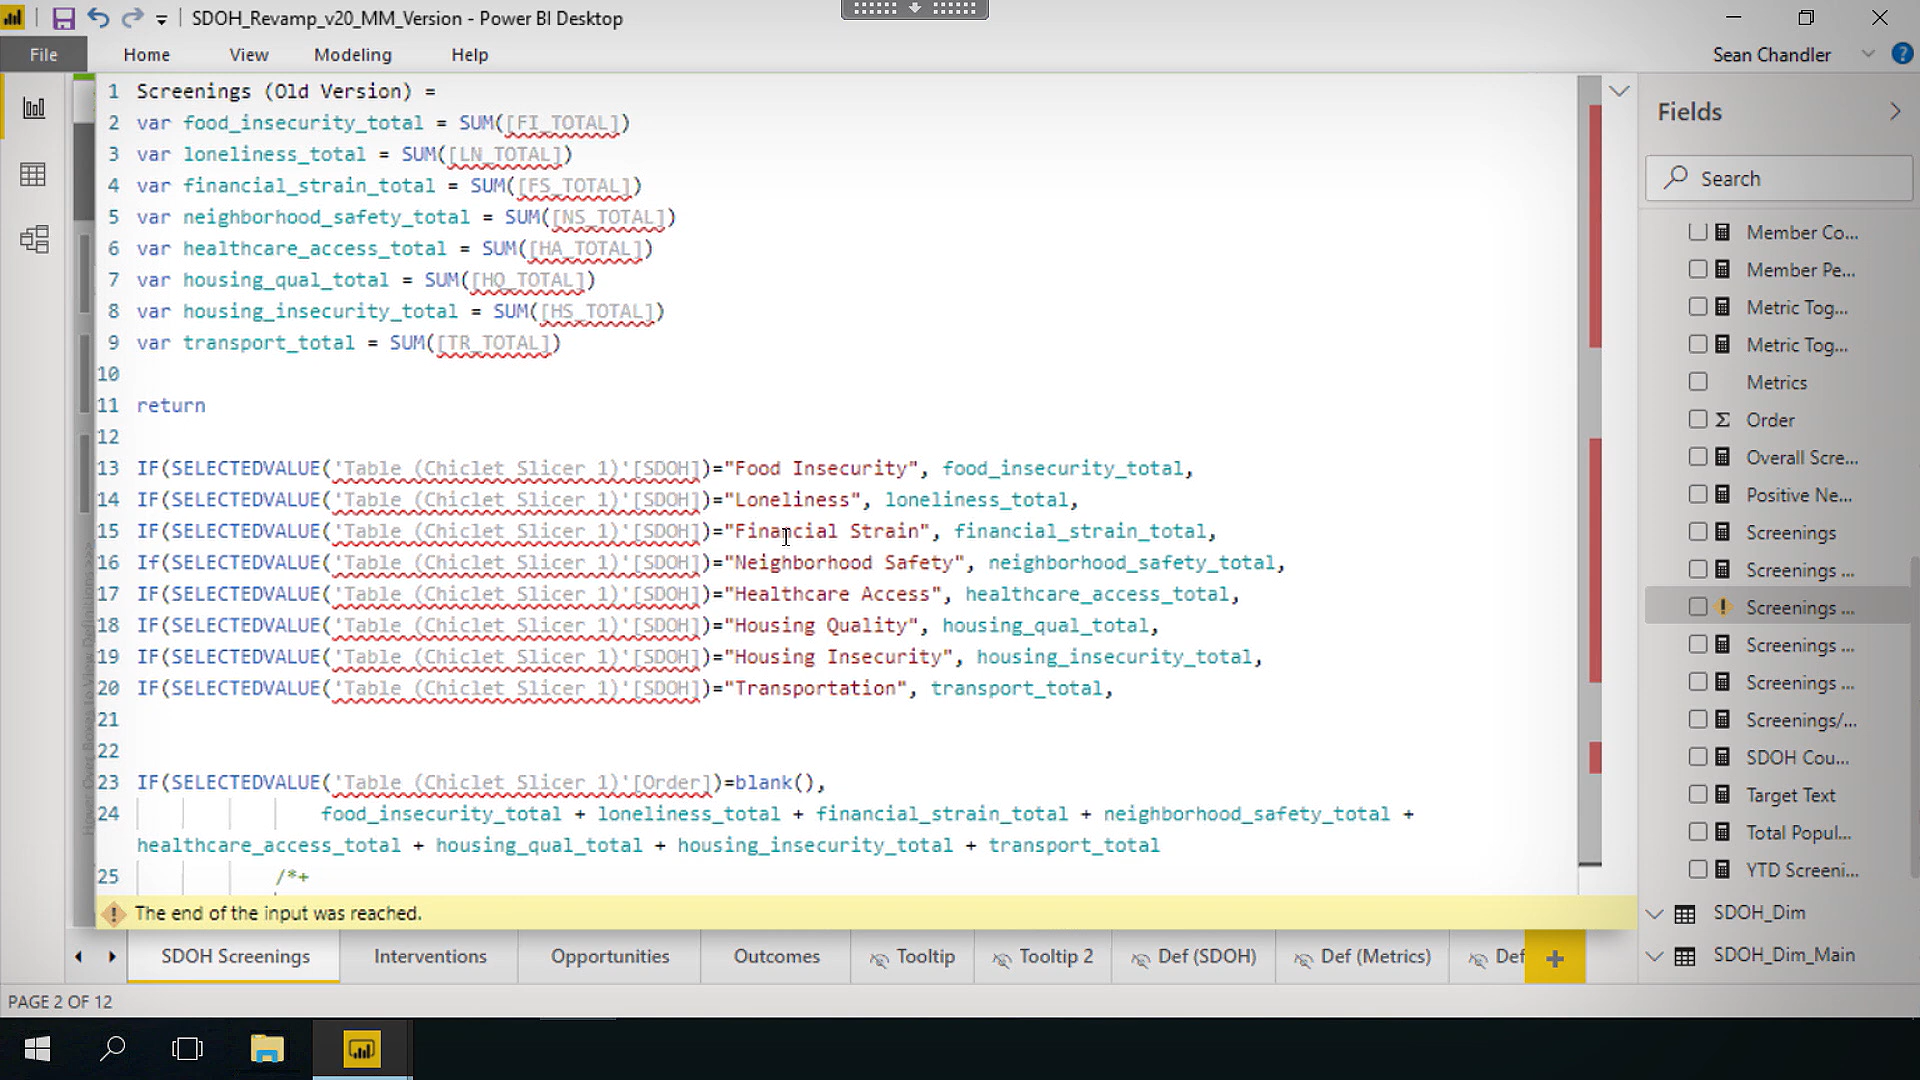 SDOH_Revamp_v20_MM_Version - Power BI Desktop
File Home View Modeling Help
Sean Chandler
1 Screenings (Old Version) =
2 var food_insecurity_total = SUM([FI_TOTAL])
3 var loneliness_total = SUM([LN_TOTAL])
4 var financial_strain_total = SUM([FS_TOTAL])
5 var neighborhood_safety_total = SUM([NS_TOTAL])
6 var healthcare_access_total = SUM([HA_TOTAL])
7 var housing_qual_total = SUM([HQ_TOTAL])
8 var housing_insecurity_total = SUM([HS_TOTAL])
9 var transport_total = SUM([TR_TOTAL])
10
11 return
12
13 IF(SELECTEDVALUE('Table (Chiclet Slicer 1)'[SDOH])="Food Insecurity", food_insecurity_total,
14 IF(SELECTEDVALUE('Table (Chiclet Slicer 1)'[SDOH])="Loneliness", loneliness_total,
15 IF(SELECTEDVALUE('Table (Chiclet Slicer 1)'[SDOH])="Financial Strain", financial_strain_total,
16 If(SELECTEDVALUE('Table (Chiclet Slicer 1)'[SDOH])="Neighborhood Safety", neighborhood_safety_total,
17 IF(SELECTEDVALUE('Table (Chiclet Slicer 1)'[SDOH])="Healthcare Access", healthcare_access_total,
18 IF(SELECTEDVALUE('Table (Chiclet Slicer 1)'[SDOH])="Housing Quality", housing_qual_total,
19 IF(SELECTEDVALUE('Table (Chiclet Slicer 1)'[SDOH])="Housing Insecurity", housing_insecurity_total,
20 IF(SELECTEDVALUE('Table (Chiclet Slicer 1)'[SDOH])="Transportation", transport_total,
21
22
23 IF(SELECTEDVALUE('Table (Chiclet Slicer 1)'[Order])=blank(),
24 food_insecurity_total + loneliness_total + financial_strain_total + neighborhood_safety_total +
healthcare_access_total + housing_qual_total + housing_insecurity_total + transport_total
25 /*+
The end of the input was reached.
Hover Over Boxes to View Definitions >>>
Fields
Search
Member Co...
Member Pe...
Metric Tog...
Metric Tog...
Metrics
Order
Overall Scre...
Positive Ne...
Screenings
Screenings ...
Screenings ...
Screenings ...
Screenings ...
Screenings/...
SDOH Cou...
Target Text
Total Popul...
YTD Screeni...
SDOH_Dim
SDOH_Dim_Main
SDOH Screenings Interventions Opportunities Outcomes Tooltip Tooltip 2 Def (SDOH) Def (Metrics) Def
PAGE 2 OF 12